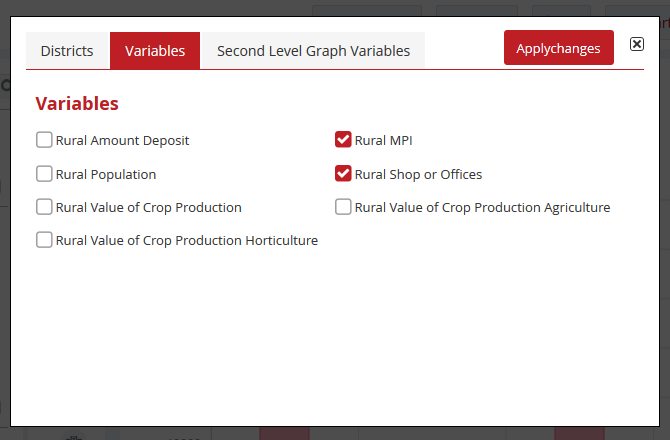 Districts
Variables
Second Level Graph Variables
Applychanges
Variables
Rural Amount Deposit
Rural MPI
Rural Population
Rural Shop or Offices
Rural Value of Crop Production
Rural Value of Crop Production Agriculture
Rural Value of Crop Production Horticulture